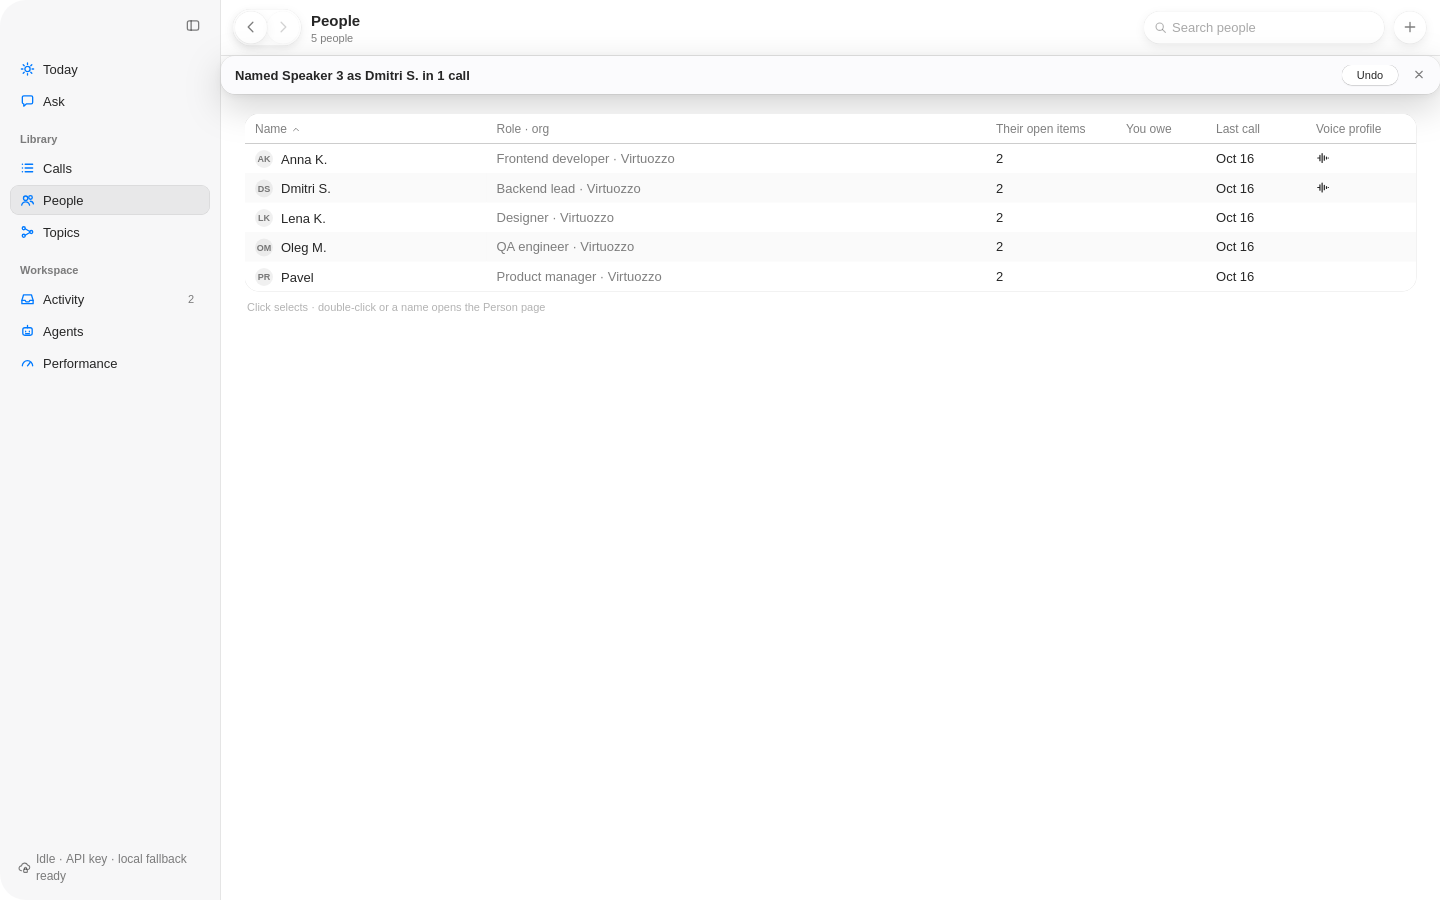 People
5 people
Search people
Today
Ask
Library
Calls
People
Topics
Workspace
Activity 2
Agents
Performance
Idle · API key · local fallback
ready
Named Speaker 3 as Dmitri S. in 1 call Undo
Name Role · org Their open items You owe Last call Voice profile
AK Anna K. Frontend developer · Virtuozzo 2 Oct 16
DS Dmitri S. Backend lead · Virtuozzo 2 Oct 16
LK Lena K. Designer · Virtuozzo 2 Oct 16
OM Oleg M. QA engineer · Virtuozzo 2 Oct 16
PR Pavel Product manager · Virtuozzo 2 Oct 16
Click selects · double-click or a name opens the Person page